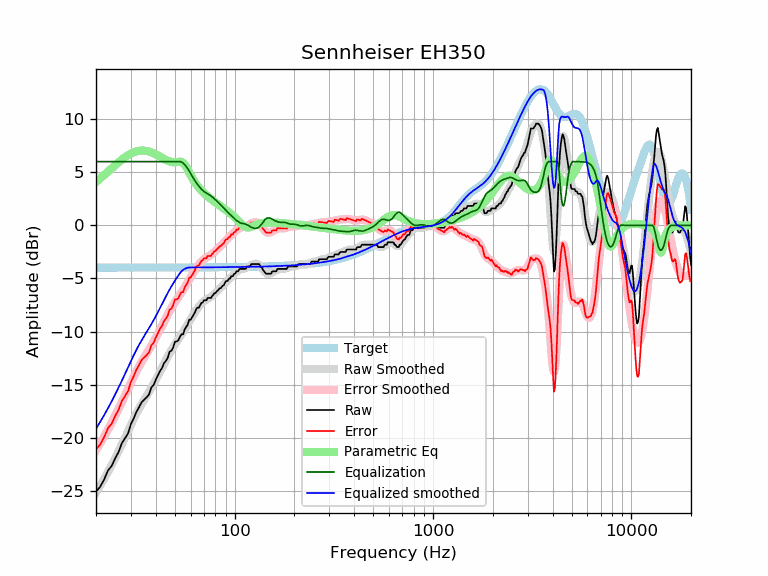 Sennheiser EH350
Amplitude (dBr)
10
5
0
−5
−10
−15
−20
−25
Target
Raw Smoothed
Error Smoothed
Raw
Error
Parametric Eq
Equalization
Equalized smoothed
100
1000
10000
Frequency (Hz)